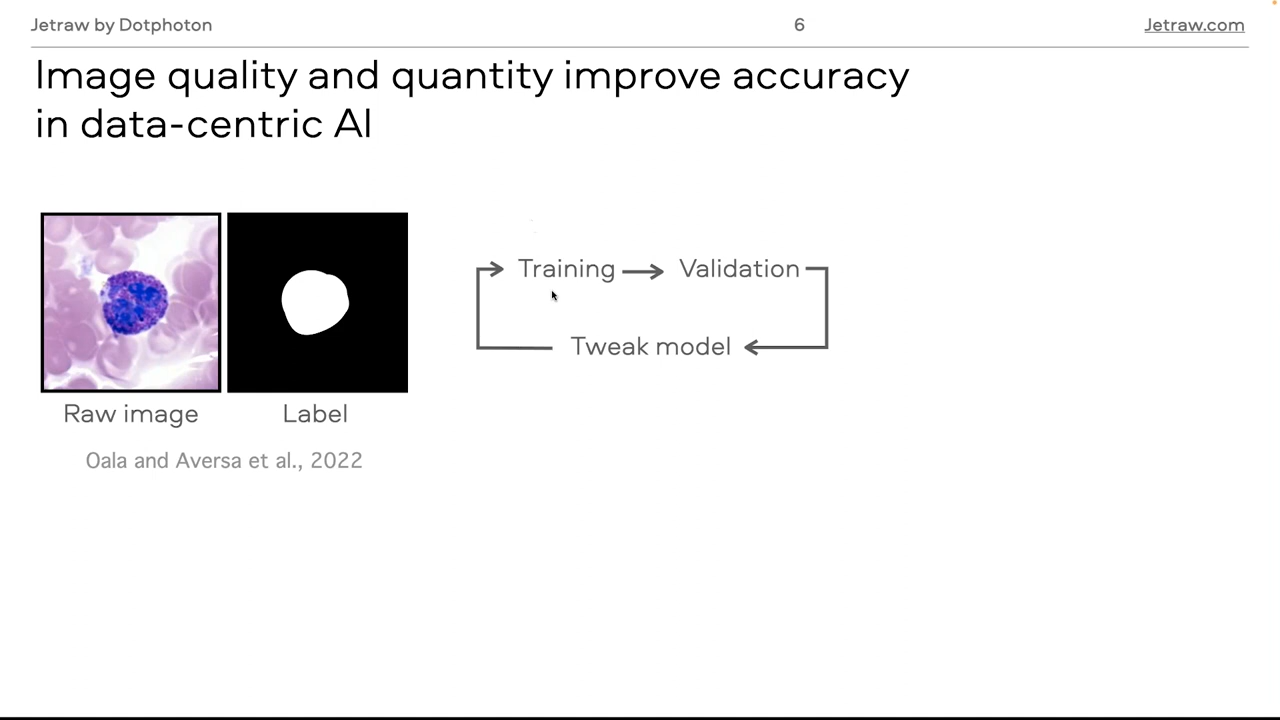 Jetraw by Dotphoton
6
Jetraw.com
Image quality and quantity improve accuracy
in data-centric AI
Training
Validation
Tweak model
Raw image
Label
Oala and Aversa et al., 2022